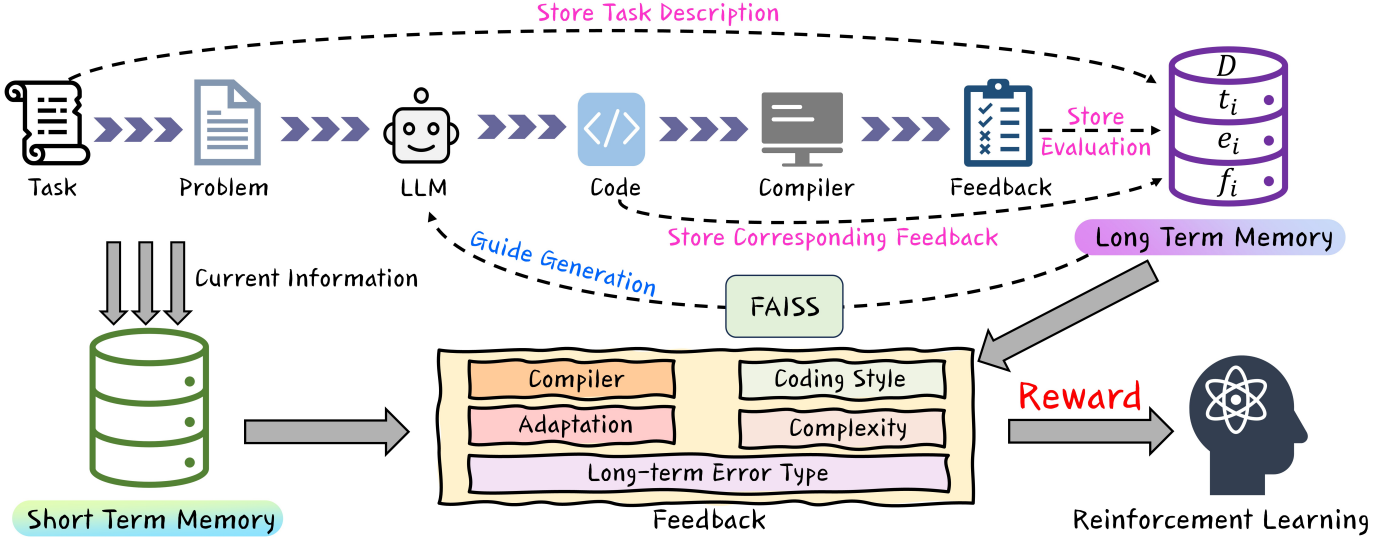 Store Task Description
D
t_i
e_i
f_i
Store
Evaluation
Task
Problem
LLM
</>
Code
Compiler
Feedback
Store Corresponding Feedback
Long Term Memory
Guide Generation
Current Information
FAISS
Compiler
Coding Style
Adaptation
Complexity
Long-term Error Type
Feedback
Reward
Short Term Memory
Reinforcement Learning